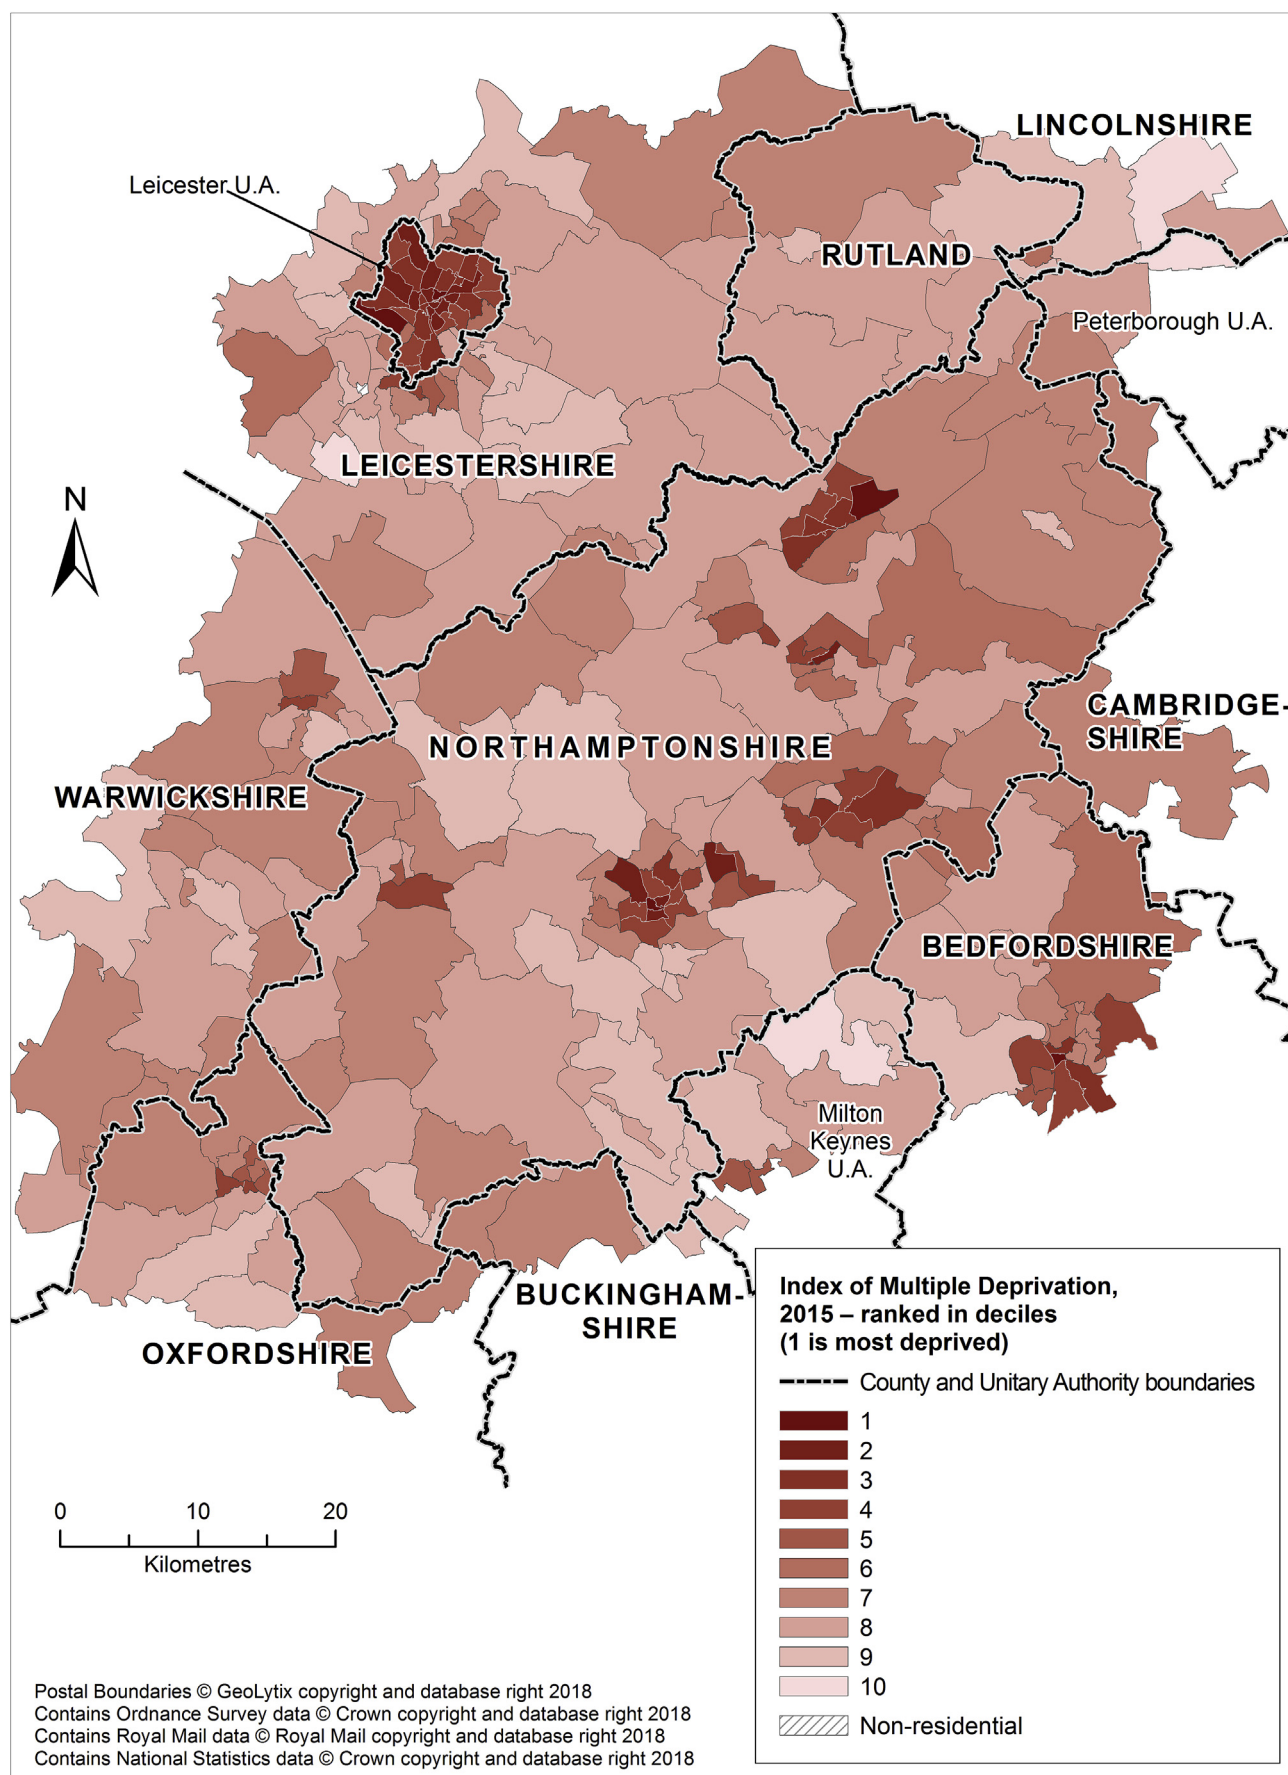 LINCOLNSHIRE
Leicester U.A.
RUTLAND
Peterborough U.A.
LEICESTERSHIRE
N
CAMBRIDGE-
SHIRE
NORTHAMPTONSHIRE
WARWICKSHIRE
BEDFORDSHIRE
Milton
Keynes
U.A.
BUCKINGHAM-
SHIRE
OXFORDSHIRE
Index of Multiple Deprivation,
2015 – ranked in deciles
(1 is most deprived)
County and Unitary Authority boundaries
1
2
3
4
5
6
7
8
9
10
Non-residential
0 10 20
Kilometres
Postal Boundaries © GeoLytix copyright and database right 2018
Contains Ordnance Survey data © Crown copyright and database right 2018
Contains Royal Mail data © Royal Mail copyright and database right 2018
Contains National Statistics data © Crown copyright and database right 2018